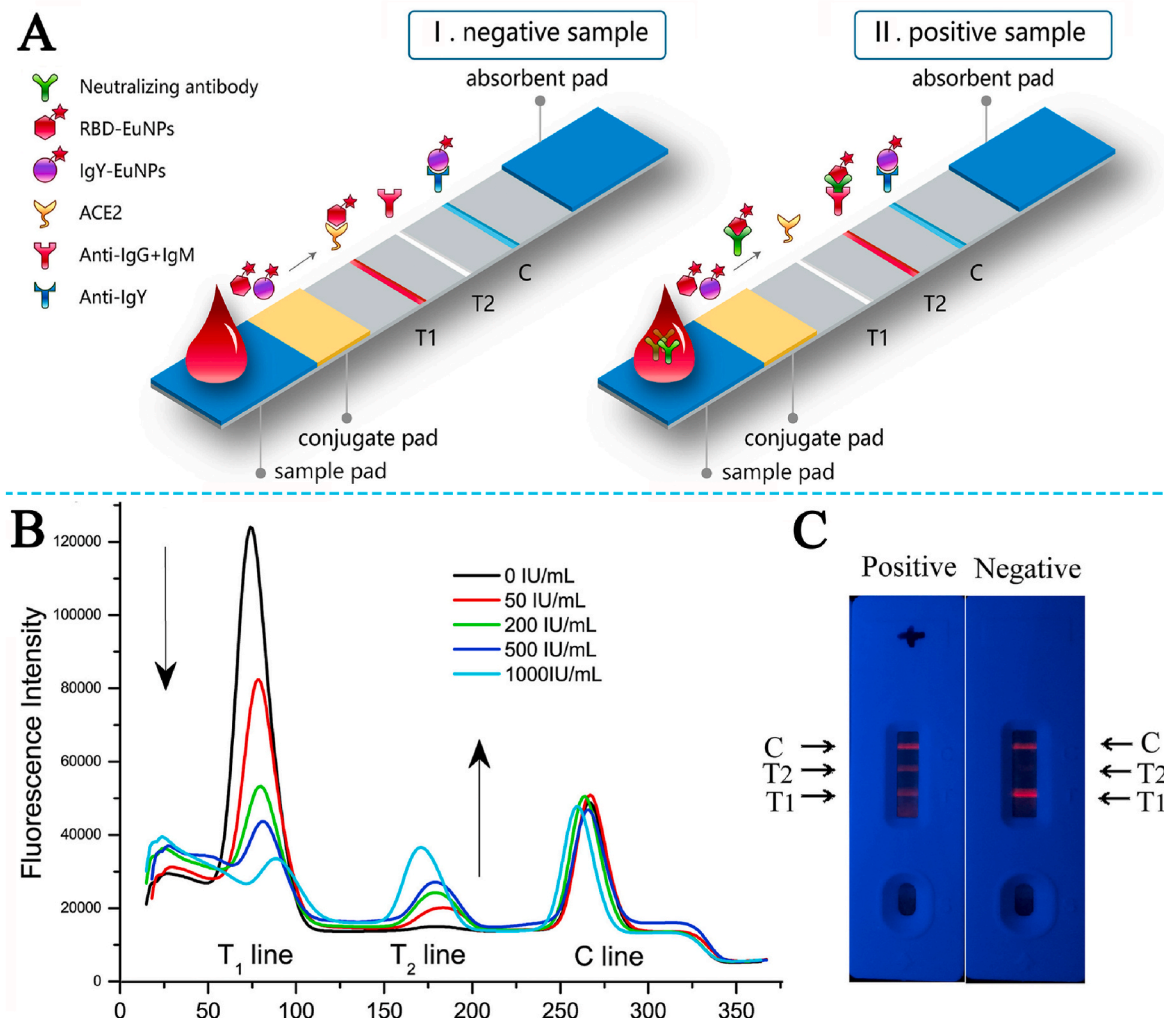 A
I . negative sample
II . positive sample
absorbent pad
absorbent pad
Neutralizing antibody
RBD-EuNPs
IgY-EuNPs
ACE2
Anti-IgG+IgM
Anti-IgY
C
T2
T1
C
T2
T1
conjugate pad
sample pad
conjugate pad
sample pad
B
Fluorescence Intensity
120000
100000
80000
60000
40000
20000
0
0 IU/mL
50 IU/mL
200 IU/mL
500 IU/mL
1000IU/mL
T1 line
T2 line
C line
0
50
100
150
200
250
300
350
C
Positive
Negative
+
C
T2
T1
C
T2
T1